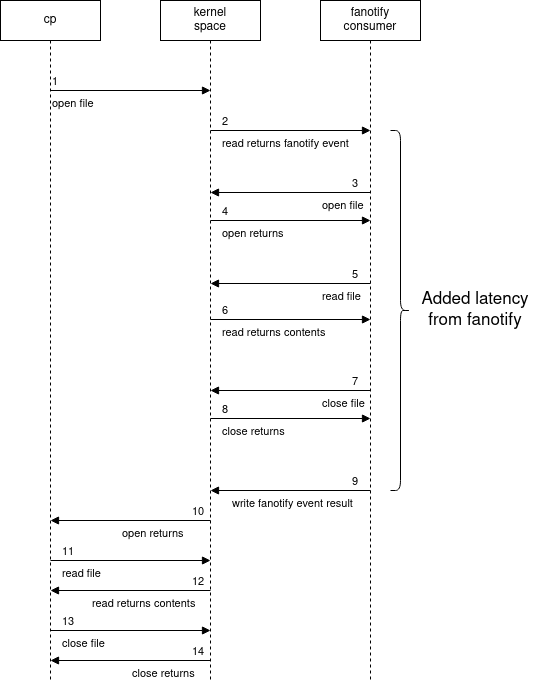 cp
kernel
space
fanotify
consumer
1
open file
2
read returns fanotify event
3
open file
4
open returns
5
read file
6
read returns contents
7
close file
8
close returns
9
write fanotify event result
Added latency
from fanotify
10
open returns
11
read file
12
read returns contents
13
close file
14
close returns